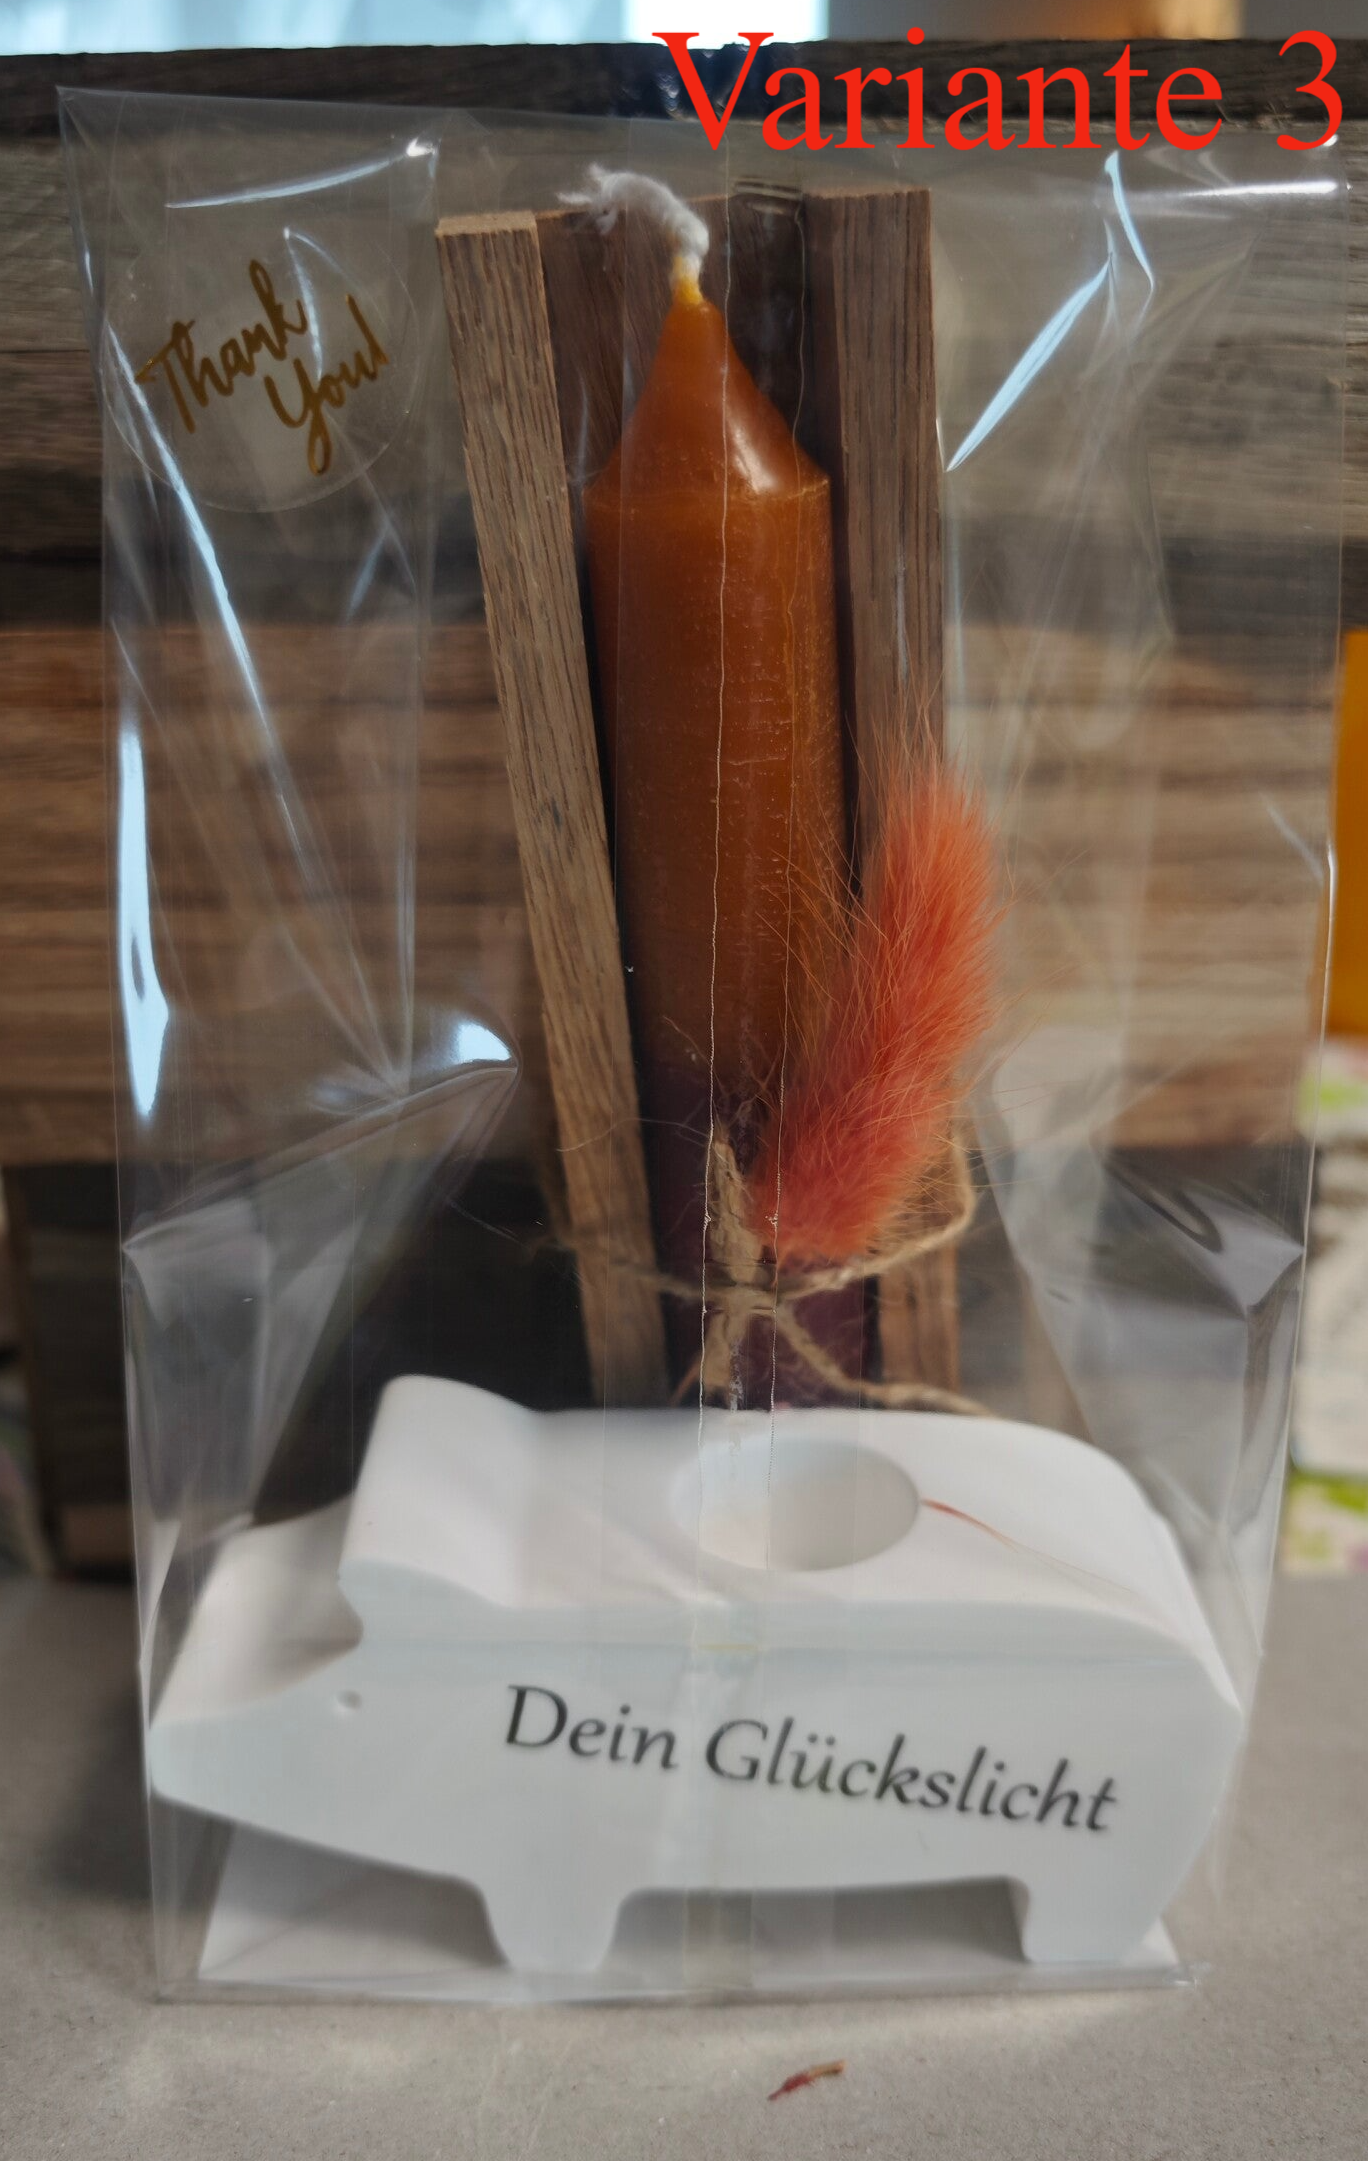 Variante 3
Thank
You!
Dein Glückslicht